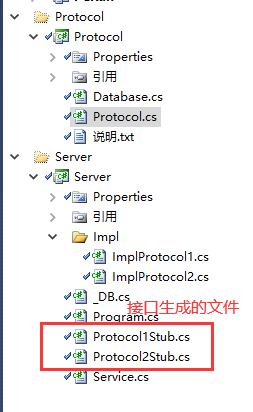 Protocol
Protocol
Properties
引用
Database.cs
Protocol.cs
说明.txt
Server
Server
Properties
引用
Impl
ImplProtocol1.cs
ImplProtocol2.cs
_DB.cs
接口生成的文件
Program.cs
Protocol1Stub.cs
Protocol2Stub.cs
Service.cs